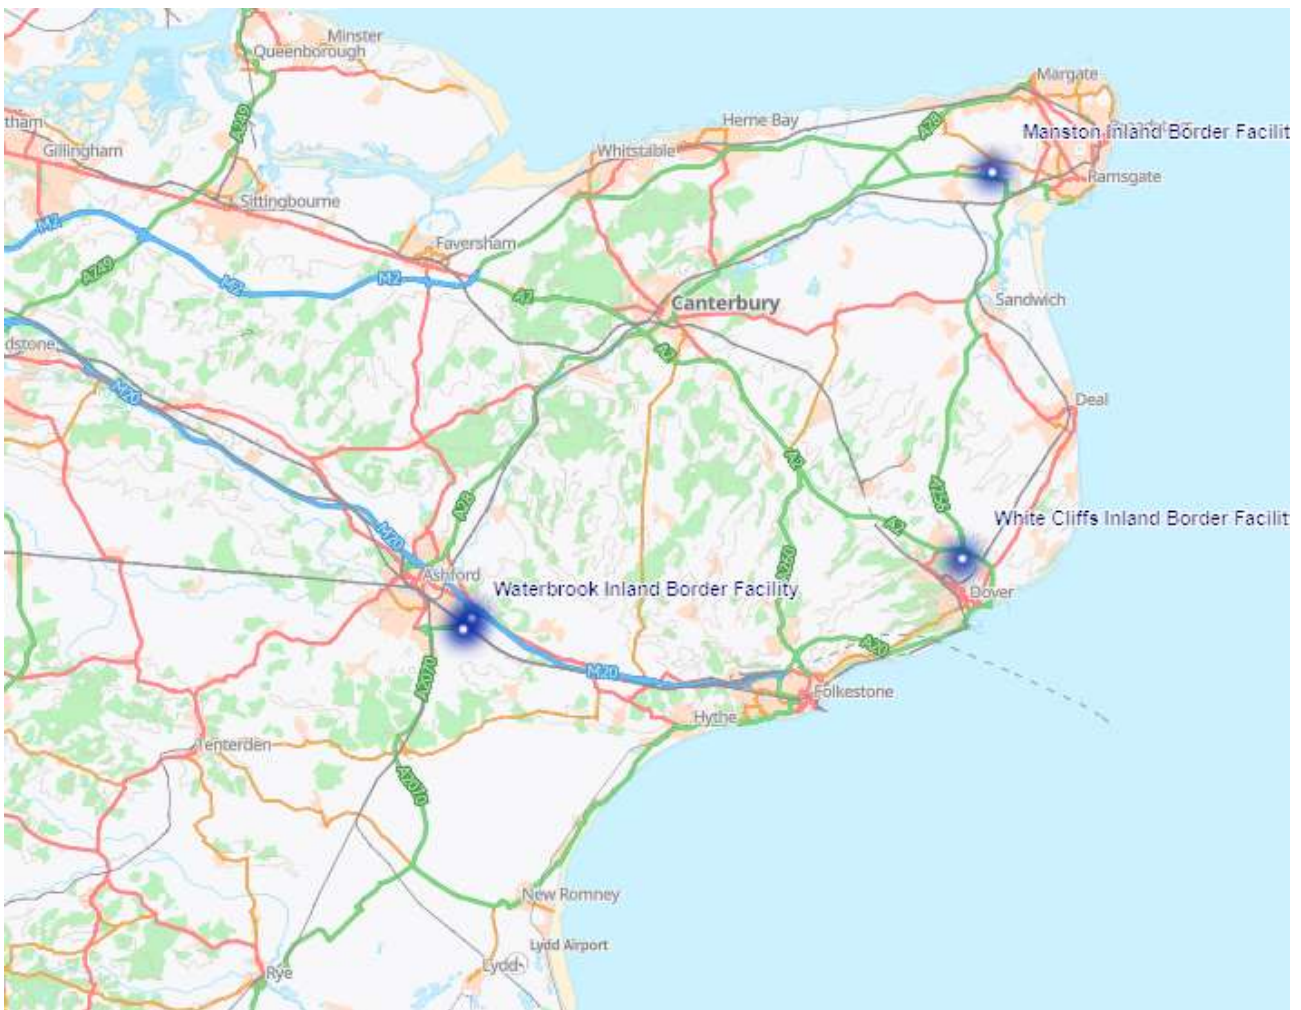 Minster
Queenborough
Margate
A249
tham
Herne Bay
A28
Manston Inland Border Facilit
Gillingham
Whitstable
Ramsgate
Sittingbourne
M2
Faversham
A249
M2
M2
A2
Sandwich
Canterbury
dstone
A2
M20
Deal
A2
A28
A256
White Cliffs Inland Border Facilit
A2
M20
A260
Ashford
Waterbrook Inland Border Facility
Dover
A20
A2070
M20
Folkestone
Hythe
Tenterden
A2070
New Romney
Lydd Airport
Lydd
Rye